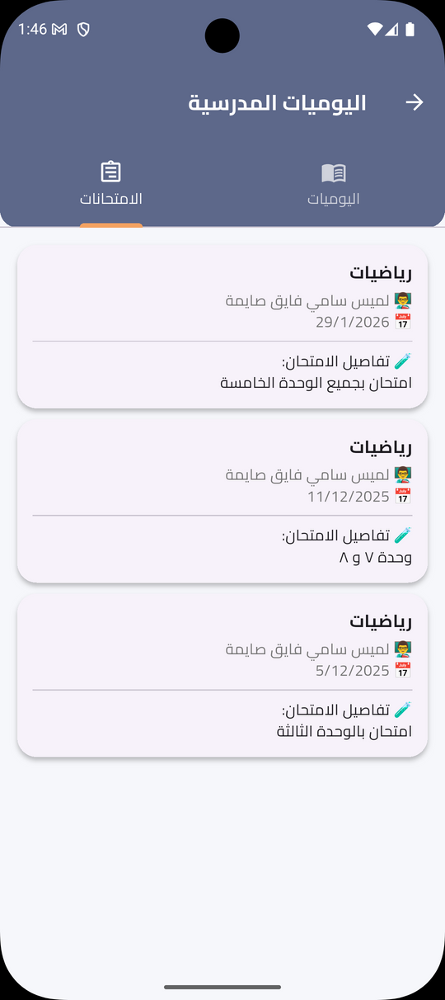 1:46
اليوميات المدرسية
اليوميات
الامتحانات
رياضيات
لميس سامي فايق صايمة
29/1/2026
تفاصيل الامتحان:
امتحان بجميع الوحدة الخامسة
رياضيات
لميس سامي فايق صايمة
11/12/2025
تفاصيل الامتحان:
وحدة ٧ و ٨
رياضيات
لميس سامي فايق صايمة
5/12/2025
تفاصيل الامتحان:
امتحان بالوحدة الثالثة